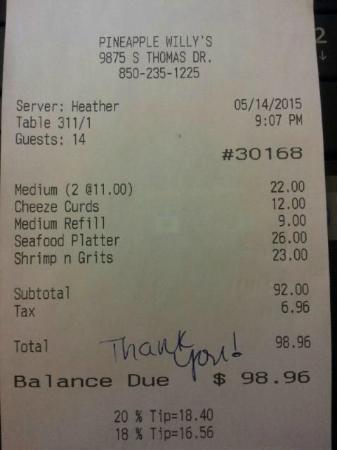 PINEAPPLE WILLY'S
9875 S THOMAS DR.
850-235-1225
Server: Heather 05/14/2015
Table 311/1 9:07 PM
Guests: 14
#30168
Medium (2 @11.00) 22.00
Cheeze Curds 12.00
Medium Refill 9.00
Seafood Platter 26.00
Shrimp n Grits 23.00
Subtotal 92.00
Tax 6.96
Total 98.96
Thank you!
Balance Due $ 98.96
20 % Tip=18.40
18 % Tip=16.56
2